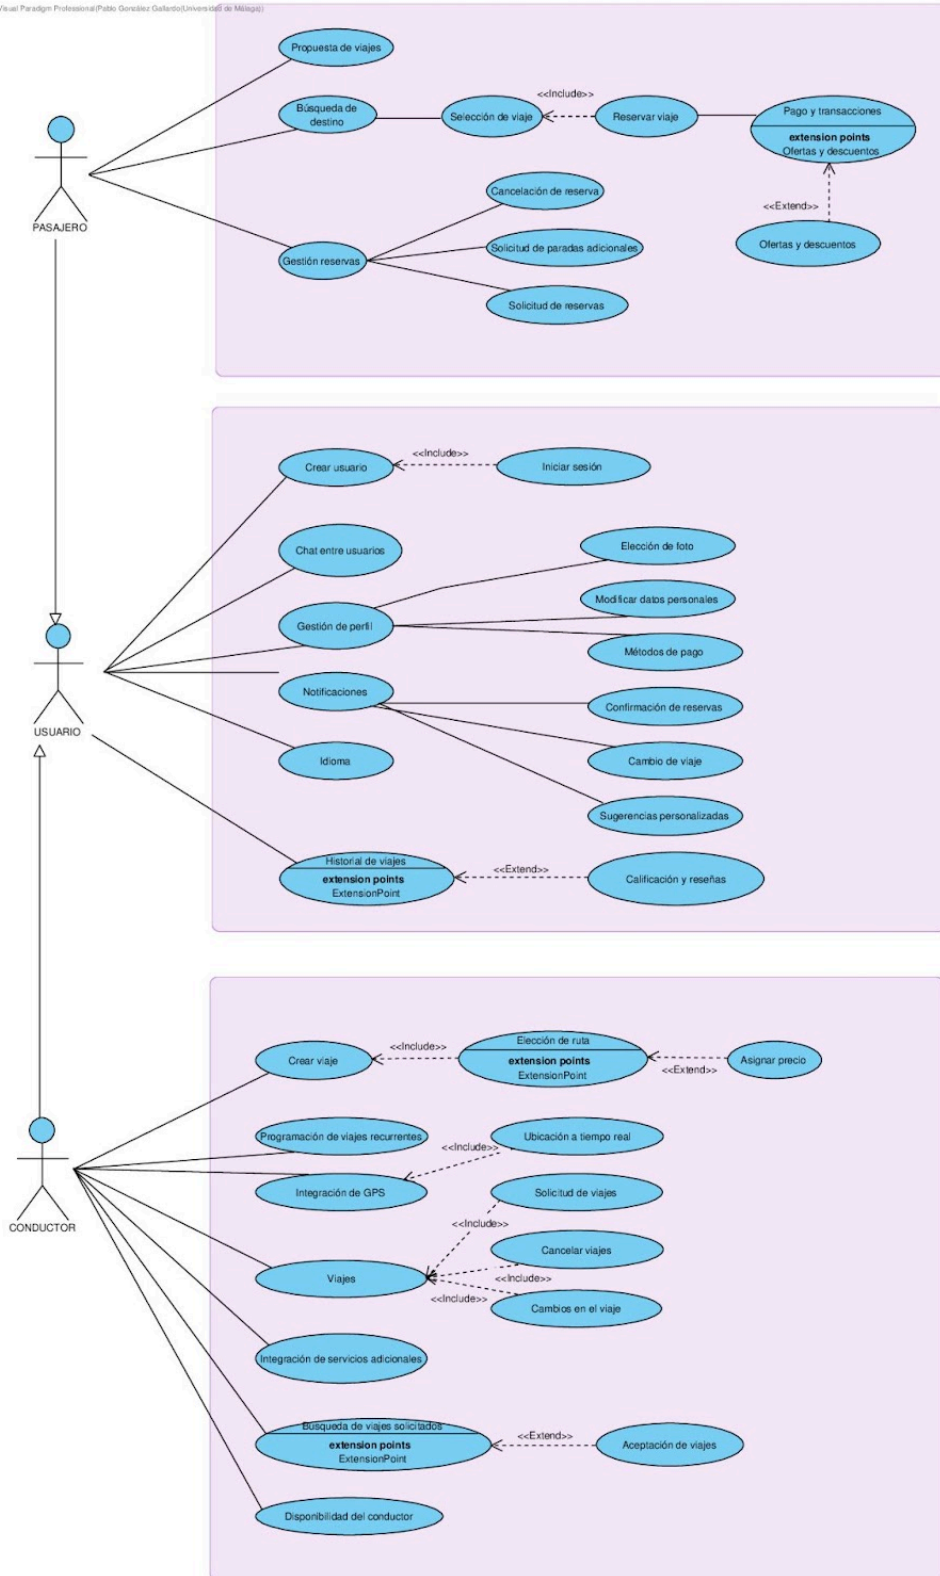 Visual Paradigm Professional(Pablo González Gallardo(Universidad de Málaga))
Propuesta de viajes
PASAJERO
Búsqueda de
destino
Selección de viaje
<<Include>>
Reservar viaje
Pago y transacciones
extension points
Ofertas y descuentos
<<Extend>>
Ofertas y descuentos
Gestión reservas
Cancelación de reserva
Solicitud de paradas adicionales
Solicitud de reservas
USUARIO
Crear usuario
<<Include>>
Iniciar sesión
Chat entre usuarios
Gestión de perfil
Elección de foto
Modificar datos personales
Métodos de pago
Notificaciones
Confirmación de reservas
Cambio de viaje
Sugerencias personalizadas
Idioma
Historial de viajes
extension points
ExtensionPoint
<<Extend>>
Calificación y reseñas
CONDUCTOR
Crear viaje
<<Include>>
Elección de ruta
extension points
ExtensionPoint
<<Extend>>
Asignar precio
Programación de viajes recurrentes
Integración de GPS
<<Include>>
Ubicación a tiempo real
Viajes
<<Include>>
Solicitud de viajes
<<Include>>
Cancelar viajes
<<Include>>
Cambios en el viaje
Integración de servicios adicionales
Búsqueda de viajes solicitados
extension points
ExtensionPoint
<<Extend>>
Aceptación de viajes
Disponibilidad del conductor